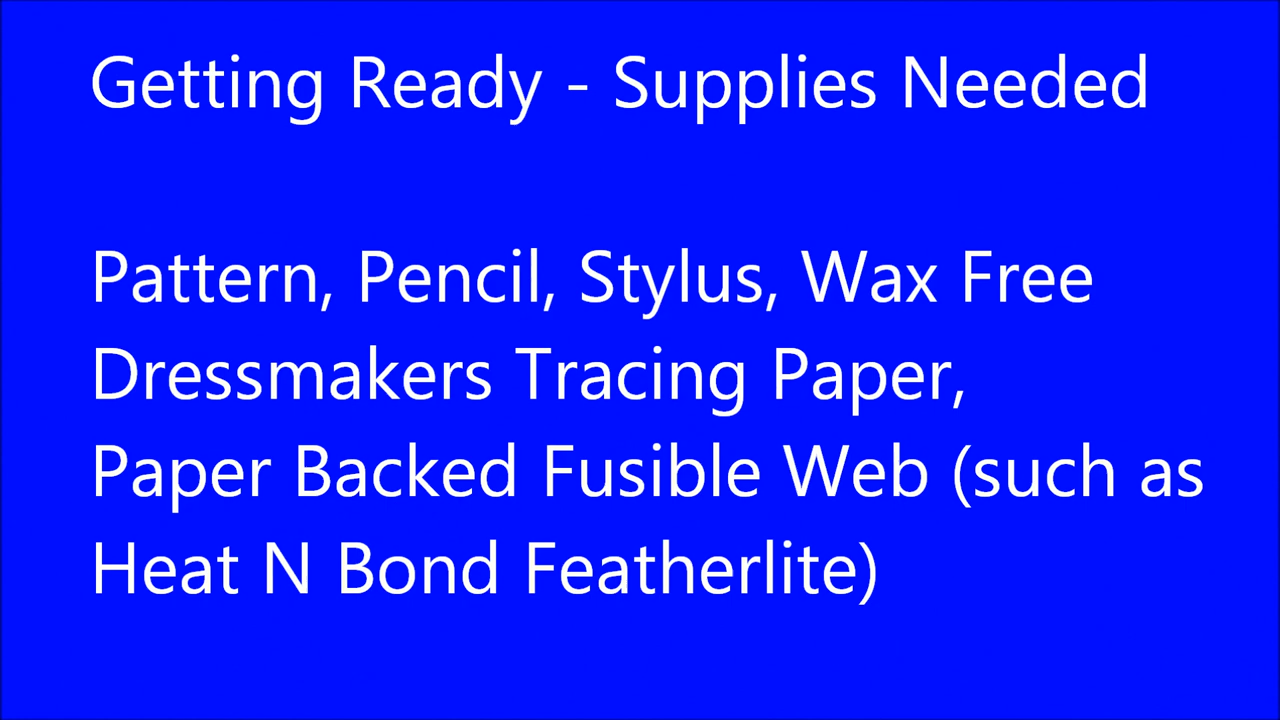 Getting Ready - Supplies Needed
Pattern, Pencil, Stylus, Wax Free
Dressmakers Tracing Paper,
Paper Backed Fusible Web (such as
Heat N Bond Featherlite)